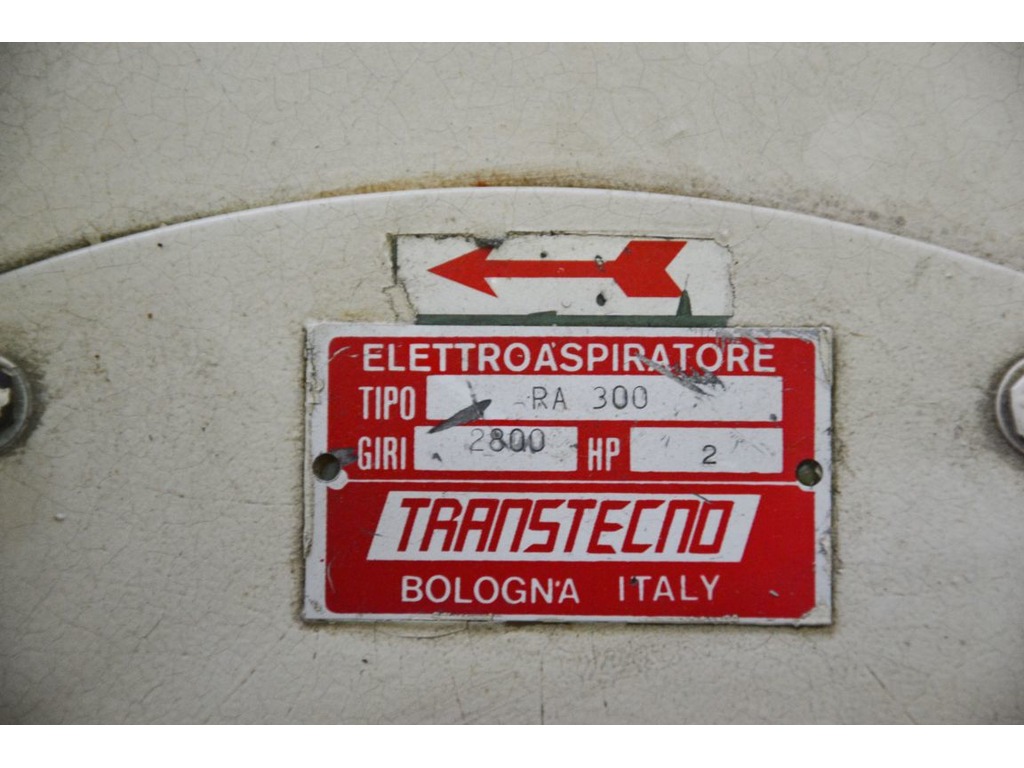 ELETTROASPIRATORE
TIPO RA 300
GIRI 2800 HP 2
TRANSTECNO
BOLOGNA ITALY